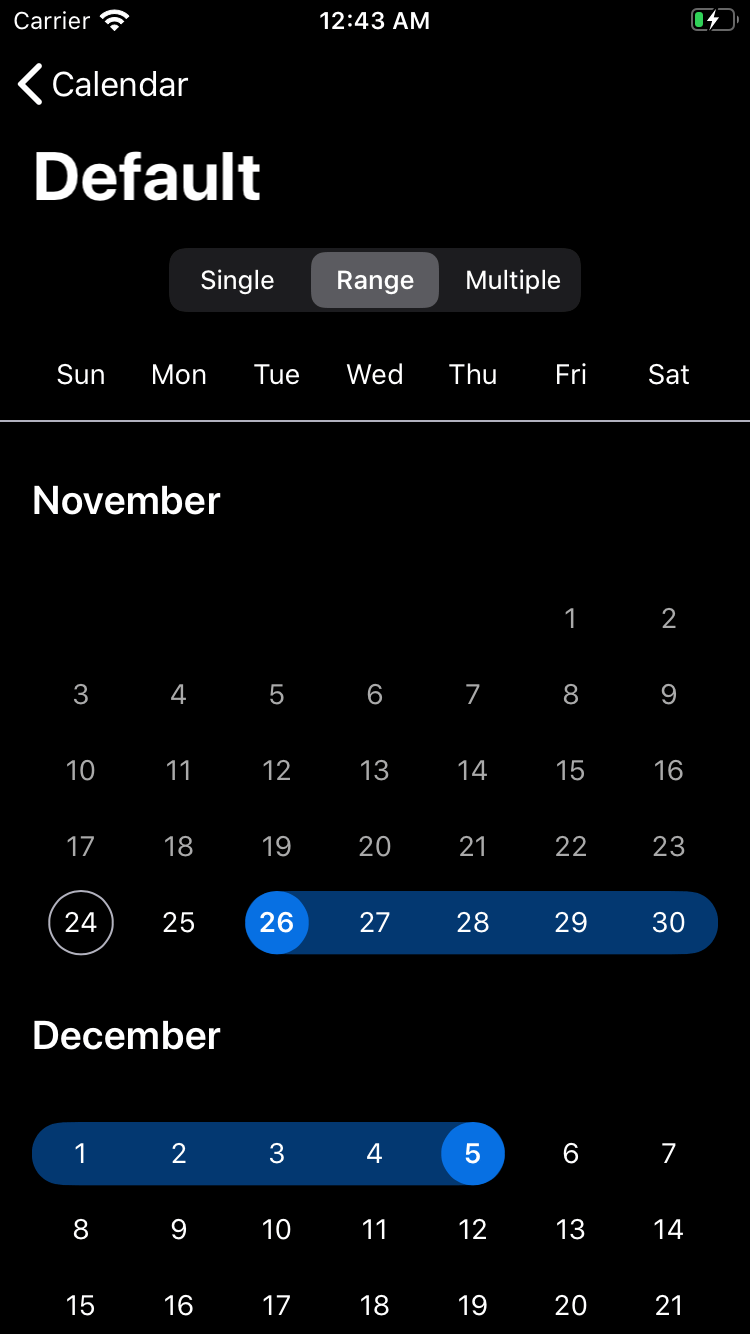 Carrier 12:43 AM
Calendar
Default
Single Range Multiple
Sun Mon Tue Wed Thu Fri Sat
November
1 2
3 4 5 6 7 8 9
10 11 12 13 14 15 16
17 18 19 20 21 22 23
24 25 26 27 28 29 30
December
1 2 3 4 5 6 7
8 9 10 11 12 13 14
15 16 17 18 19 20 21